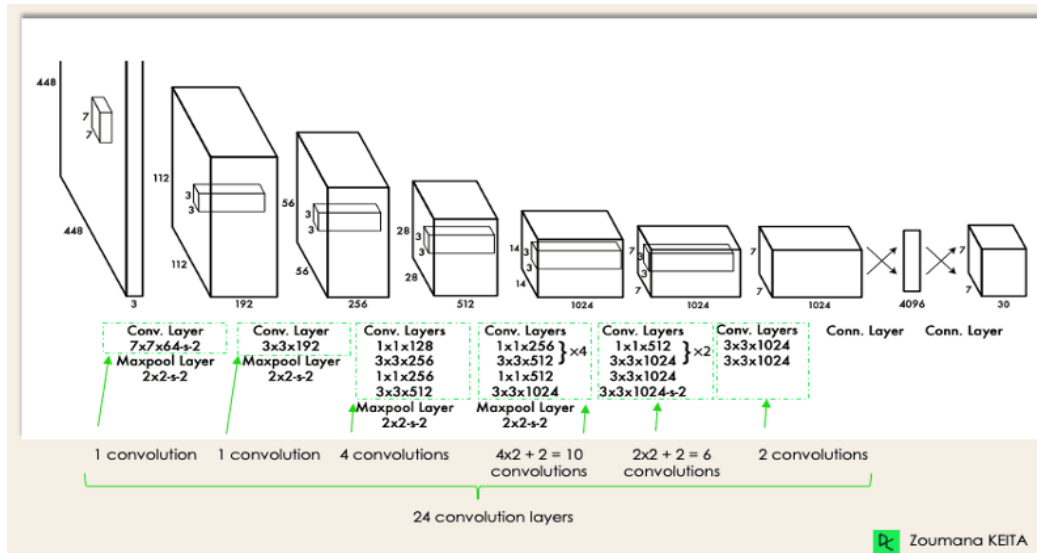 448
7
7
448
3
112
3
3
112
192
56
3
3
56
256
28
3
3
28
512
14
3
3
14
1024
7
3
3
7
1024
7
7
1024
4096
7
7
30
Conv. Layer
7x7x64-s-2
Maxpool Layer
2x2-s-2
Conv. Layer
3x3x192
Maxpool Layer
2x2-s-2
Conv. Layers
1x1x128
3x3x256
1x1x256
3x3x512
Maxpool Layer
2x2-s-2
Conv. Layers
1x1x256
3x3x512
}×4
1x1x512
3x3x1024
Maxpool Layer
2x2-s-2
Conv. Layers
1x1x512
3x3x1024
}×2
3x3x1024
3x3x1024-s-2
Conv. Layers
3x3x1024
3x3x1024
Conn. Layer
Conn. Layer
1 convolution
1 convolution
4 convolutions
4x2 + 2 = 10
convolutions
2x2 + 2 = 6
convolutions
2 convolutions
24 convolution layers
DC Zoumana KEITA